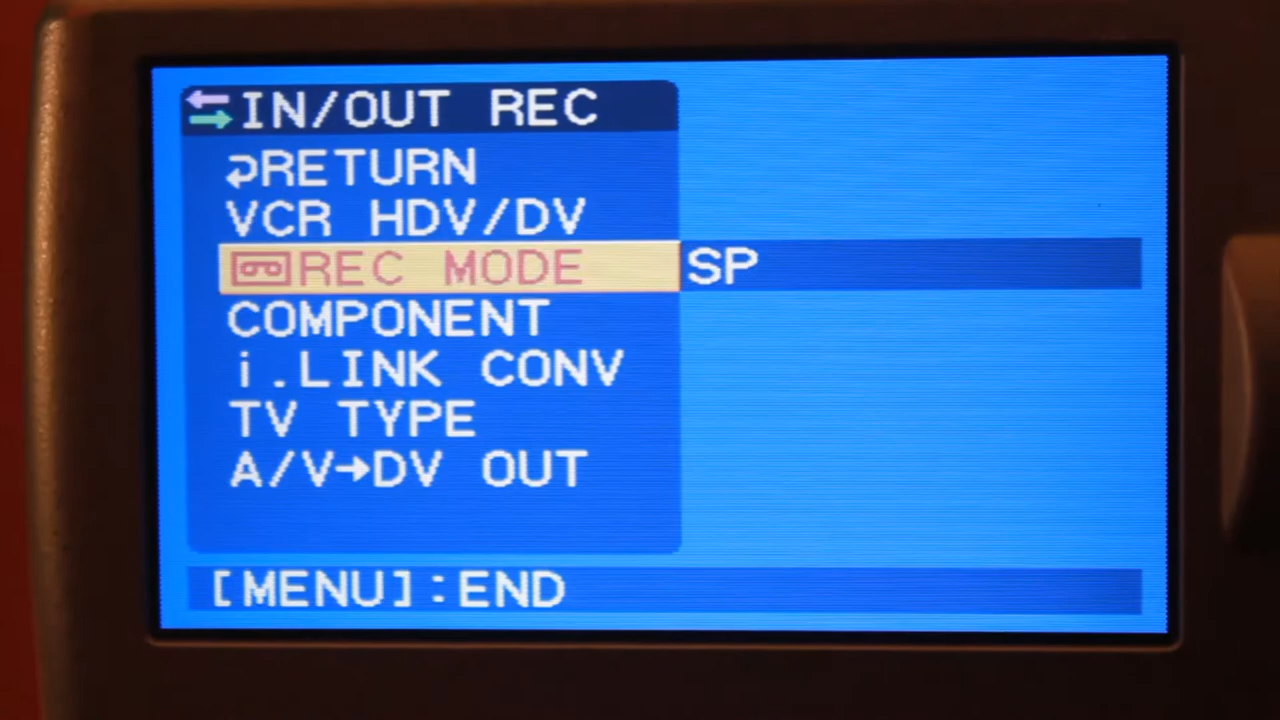 IN/OUT REC
RETURN
VCR HDV/DV
REC MODE SP
COMPONENT
i.LINK CONV
TV TYPE
A/V→DV OUT
[MENU]:END